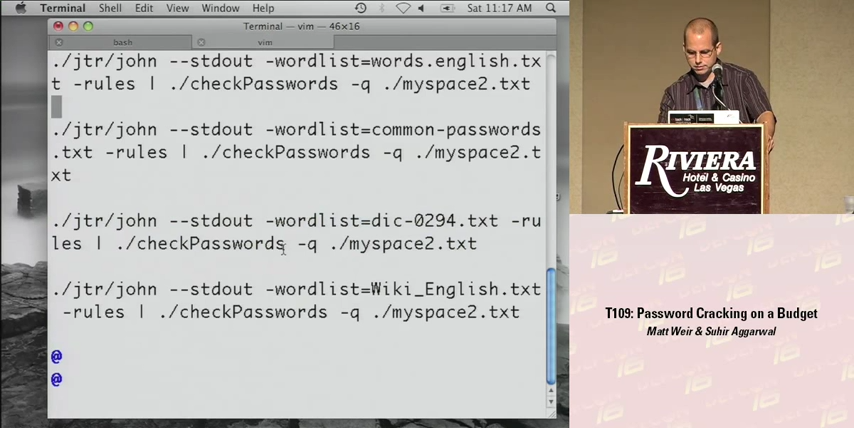 Terminal Shell Edit View Window Help
Sat 11:17 AM
Terminal — vim — 46×16
bash
vim
./jtr/john --stdout -wordlist=words.english.tx
t -rules | ./checkPasswords -q ./myspace2.txt
./jtr/john --stdout -wordlist=common-passwords
.txt -rules | ./checkPasswords -q ./myspace2.t
xt
./jtr/john --stdout -wordlist=dic-0294.txt -ru
les | ./checkPasswords -q ./myspace2.txt
./jtr/john --stdout -wordlist=Wiki_English.txt
-rules | ./checkPasswords -q ./myspace2.txt
@
@
RIVIERA
Hotel & Casino
Las Vegas
T109: Password Cracking on a Budget
Matt Weir & Suhir Aggarwal